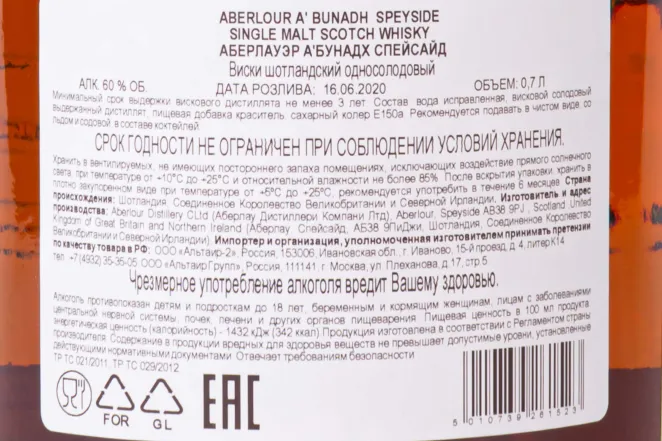 ABERLOUR A' BUNADH SPEYSIDE
SINGLE MALT SCOTCH WHISKY
АБЕРЛАУЭР А'БУНАДХ СПЕЙСАЙД
Виски шотландский односолодовый
АЛК. 60 % ОБ. ДАТА РОЗЛИВА: 16.06.2020 ОБЪЕМ: 0,7 Л
Минимальный срок выдержки вискового дистиллята не менее 3 лет. Состав: вода исправленная, висковой солодовый
выдержанный дистиллят, пищевая добавка краситель: сахарный колер Е150а. Рекомендуется подавать в чистом виде, со
льдом и содовой, в составе коктейлей.
СРОК ГОДНОСТИ НЕ ОГРАНИЧЕН ПРИ СОБЛЮДЕНИИ УСЛОВИЙ ХРАНЕНИЯ.
Хранить в вентилируемых, не имеющих постороннего запаха помещениях, исключающих воздействие прямого солнечного
света при температуре от +10°С до +25°С и относительной влажности не более 85%. После вскрытия упаковки, хранить в
плотно закупоренном виде при температуре от +5°С до +25°С, рекомендуется употребить в течение 6 месяцев. Страна
происхождения: Шотландия, Соединенное Королевство Великобритании и Северной Ирландии. Изготовитель и адрес
производства: Aberlour Distillery CLtd (Аберлау Дистиллери Компани Лтд), Aberlour, Speyside AB38 9PJ, Scotland, United
Kingdom of Great Britain and Northern Ireland (Аберлау, Спейсайд, АБ38 9ПиДжи, Шотландия, Соединенное Королевство
Великобритании и Северной Ирландии). Импортер и организация, уполномоченная изготовителем принимать претензии
по качеству товара в РФ: ООО «Альтаир-2», Россия, 153006, Ивановская обл., г. Иваново, 15-й проезд, д. 4, литер К14
тел. +7(4932) 35-35-05. ООО «Альтаир Групп», Россия, 111141, г. Москва, ул. Плеханова, д.17, стр.5.
Чрезмерное употребление алкоголя вредит Вашему здоровью.
Алкоголь противопоказан детям и подросткам до 18 лет, беременным и кормящим женщинам, лицам с заболеваниями
центральной нервной системы, почек, печени и других органов пищеварения. Пищевая ценность в 100 мл продукта:
энергетическая ценность (калорийность) - 1432 кДж (342 ккал). Продукция изготовлена в соответствии с Регламентом страны
производителя. Содержание в продукции вредных для здоровья веществ не превышает допустимые уровни, установленные
действующими нормативными документами. Отвечает требованиям безопасности
ТР ТС 021/2011, ТР ТС 029/2012
FOR GL EAC
5 010739 261523